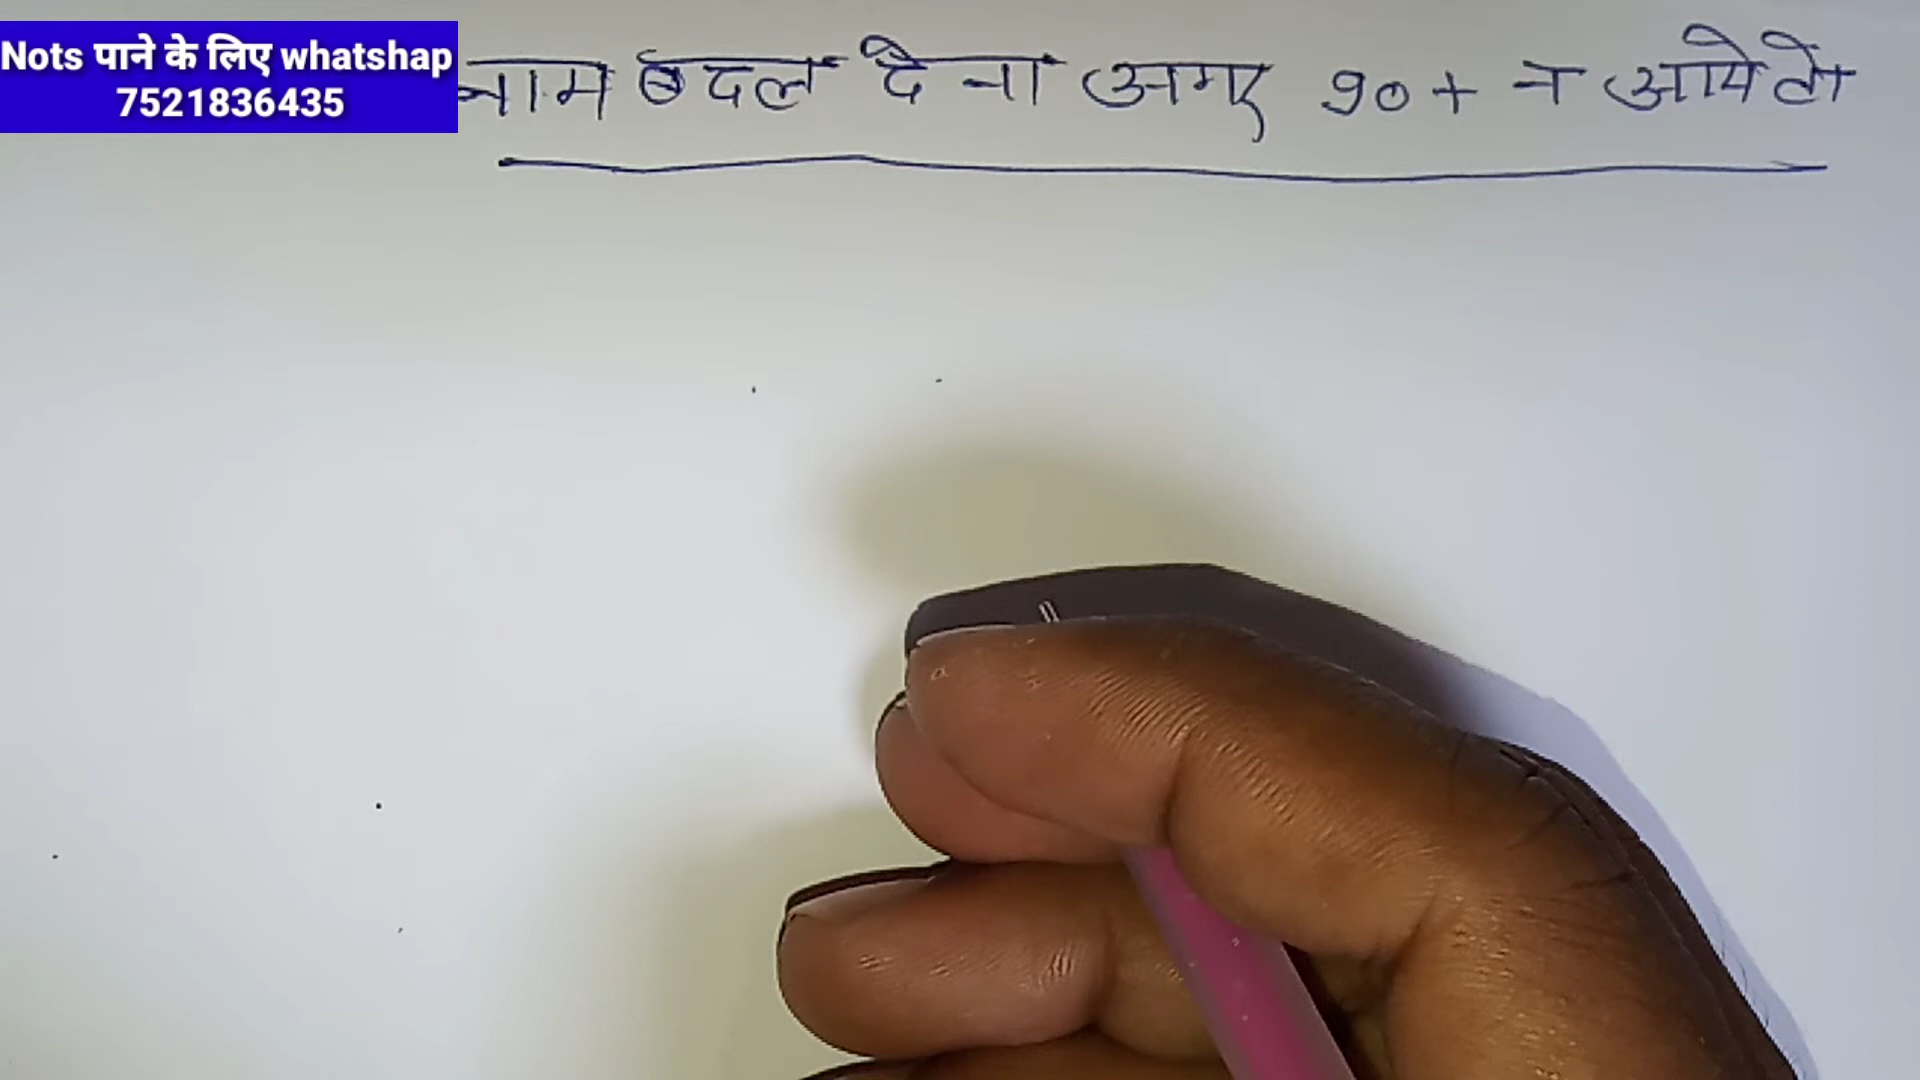 Nots पाने के लिए whatshap
7521836435
नाम बदल देना अगर 90+ न आये तो